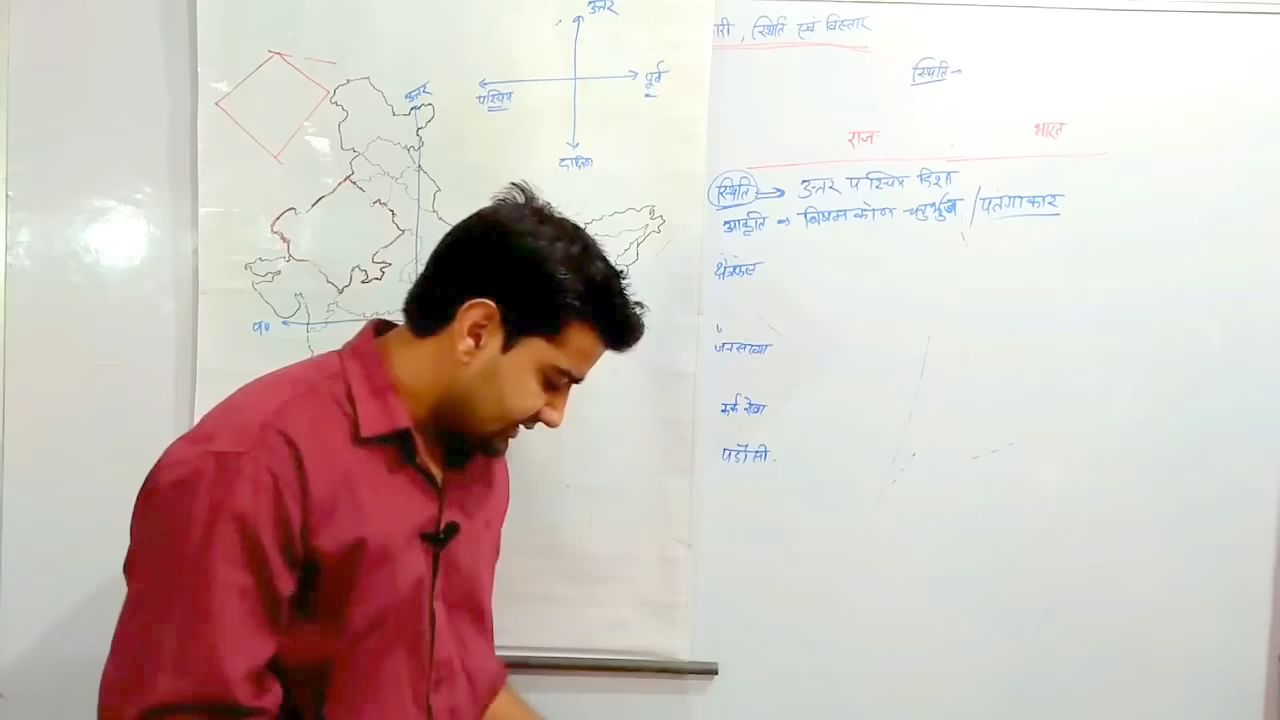 उत्तर
पश्चिम
पूर्व
दक्षिण
उत्तर
प०
री, स्थिति एवं विस्तार
स्थिति →
राज. भारत
स्थिति → उत्तर पश्चिम दिशा
आकृति → विषमकोण चतुर्भुज / पतंगाकार
क्षेत्रफल
जनसंख्या
कर्क रेखा
पडौसी.